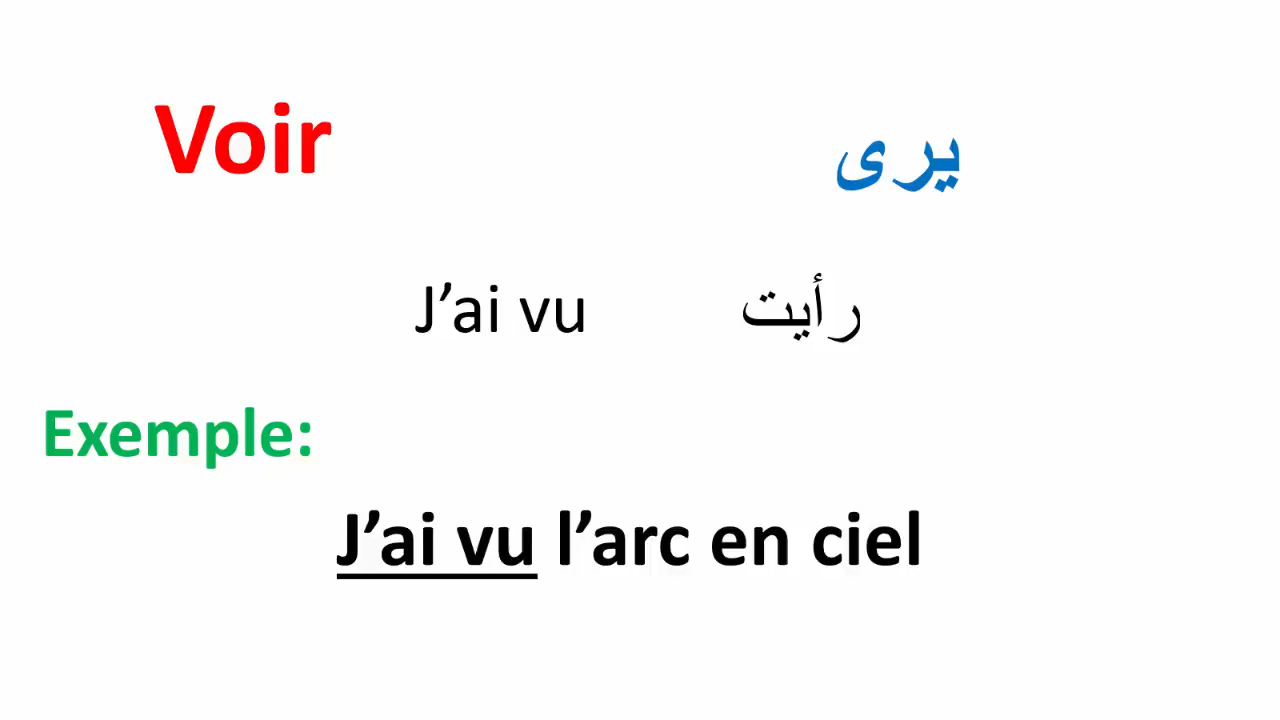 Voir يرى
J’ai vu رأيت
Exemple:
J’ai vu l’arc en ciel